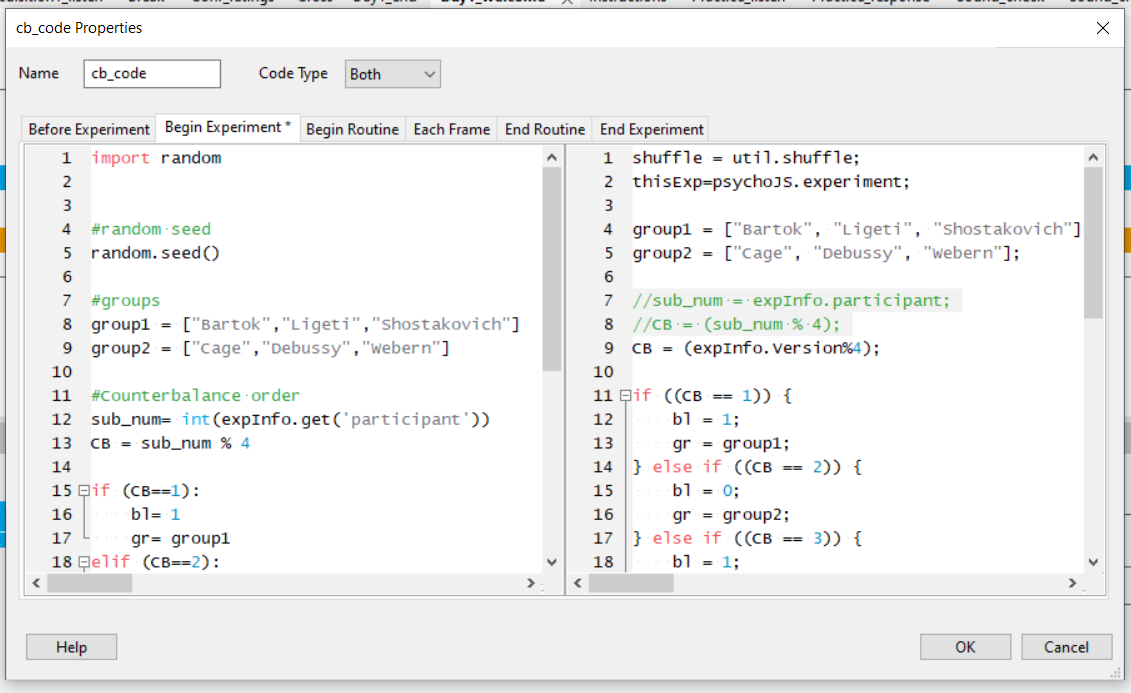 Break
Day1_welcome
Instructions
Practice_listen
Practice_response
cb_code Properties
Name cb_code Code Type Both
Before Experiment Begin Experiment * Begin Routine Each Frame End Routine End Experiment
1 import random
2
3
4 #random seed
5 random.seed()
6
7 #groups
8 group1 = ["Bartok","Ligeti","Shostakovich"]
9 group2 = ["Cage","Debussy","Webern"]
10
11 #Counterbalance order
12 sub_num= int(expInfo.get('participant'))
13 CB = sub_num % 4
14
15 if (CB==1):
16 bl= 1
17 gr= group1
18 elif (CB==2):
1 shuffle = util.shuffle;
2 thisExp=psychoJS.experiment;
3
4 group1 = ["Bartok", "Ligeti", "Shostakovich"]
5 group2 = ["Cage", "Debussy", "Webern"];
6
7 //sub_num = expInfo.participant;
8 //CB = (sub_num % 4);
9 CB = (expInfo.Version%4);
10
11 if ((CB == 1)) {
12 bl = 1;
13 gr = group1;
14 } else if ((CB == 2)) {
15 bl = 0;
16 gr = group2;
17 } else if ((CB == 3)) {
18 bl = 1;
Help OK Cancel